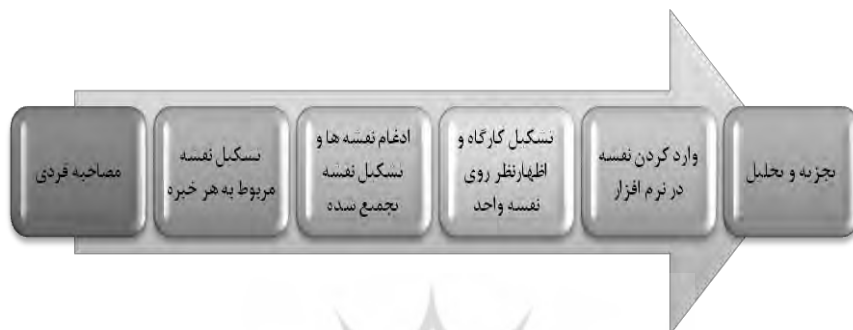 مصاحبه فردی
تشکیل نقشه
مربوط به هر خبره
ادغام نقشه ها و
تشکیل نقشه
تجمیع شده
تشکیل کارگاه و
اظهارنظر روی
نقشه واحد
وارد کردن نقشه
در نرم افزار
تجزیه و تحلیل